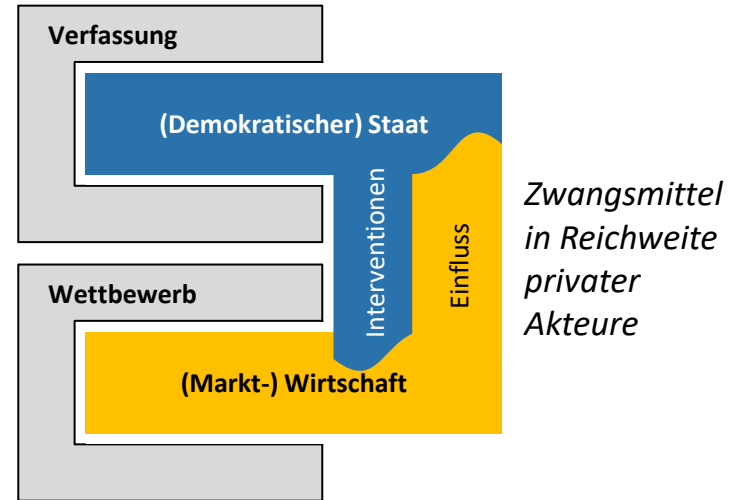 Verfassung
(Demokratischer) Staat
Interventionen
Einfluss
Zwangsmittel
in Reichweite
privater
Akteure
Wettbewerb
(Markt-) Wirtschaft